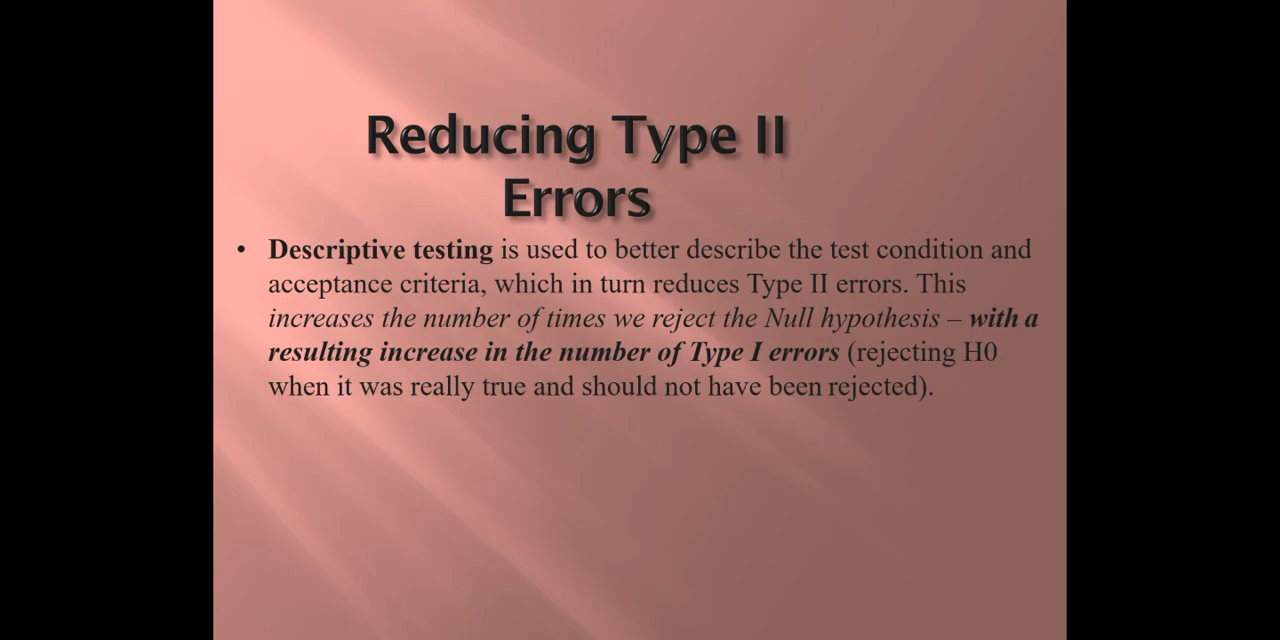 Reducing Type II
Errors
• Descriptive testing is used to better describe the test condition and
acceptance criteria, which in turn reduces Type II errors. This
increases the number of times we reject the Null hypothesis – with a
resulting increase in the number of Type I errors (rejecting H0
when it was really true and should not have been rejected).